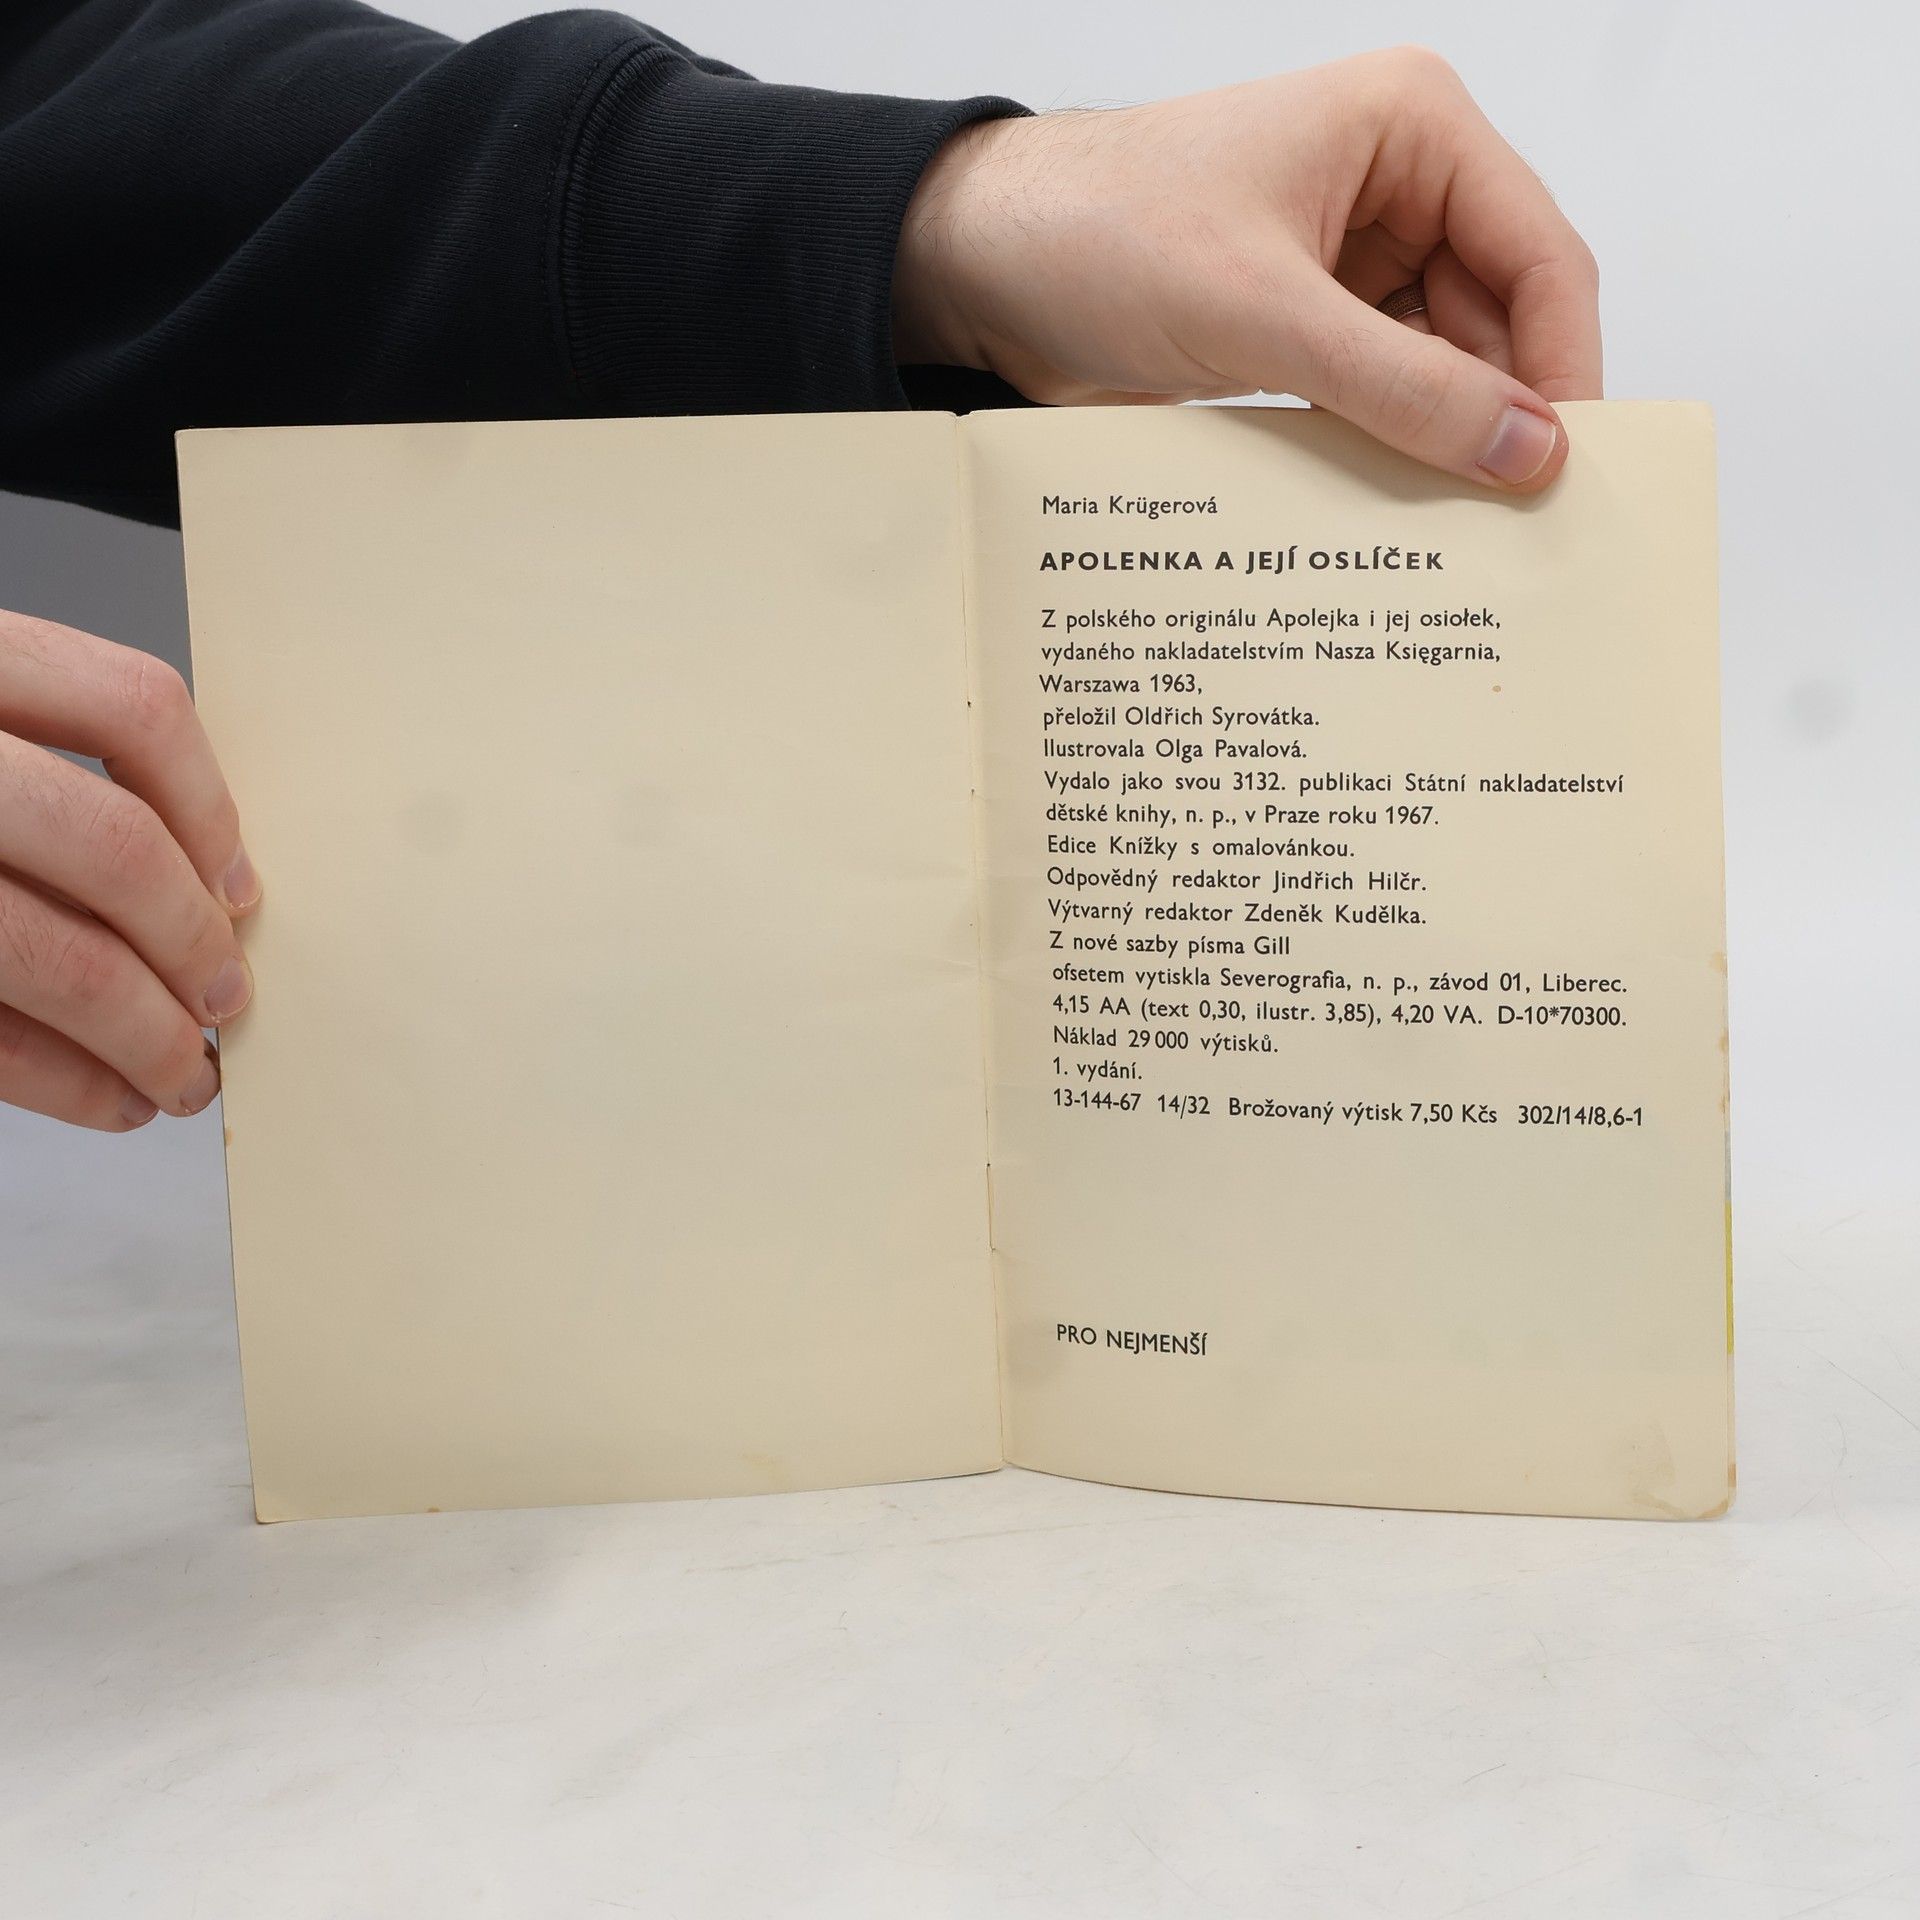 Maria Krügerová
APOLENKA A JEJÍ OSLÍČEK
Z polského originálu Apolejka i jej osiołek,
vydaného nakladatelstvím Nasza Księgarnia,
Warszawa 1963,
přeložil Oldřich Syrovátka.
Ilustrovala Olga Pavalová.
Vydalo jako svou 3132. publikaci Státní nakladatelství
dětské knihy, n. p., v Praze roku 1967.
Edice Knížky s omalovánkou.
Odpovědný redaktor Jindřich Hilčr.
Výtvarný redaktor Zdeněk Kudělka.
Z nové sazby písma Gill
ofsetem vytiskla Severografia, n. p., závod 01, Liberec.
4,15 AA (text 0,30, ilustr. 3,85), 4,20 VA. D-10*70300.
Náklad 29 000 výtisků.
1. vydání.
13-144-67 14/32 Brožovaný výtisk 7,50 Kčs 302/14/8,6-1
PRO NEJMENŠÍ